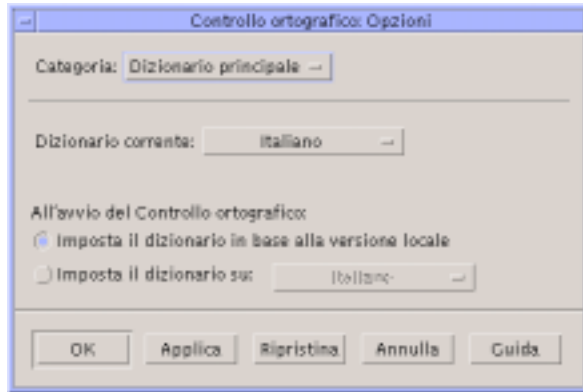 Controllo ortografico: Opzioni
Categoria: Dizionario principale
Dizionario corrente: Italiano
All'avvio del Controllo ortografico:
Imposta il dizionario in base alla versione locale
Imposta il dizionario su: Italiano
OK Applica Ripristina Annulla Guida